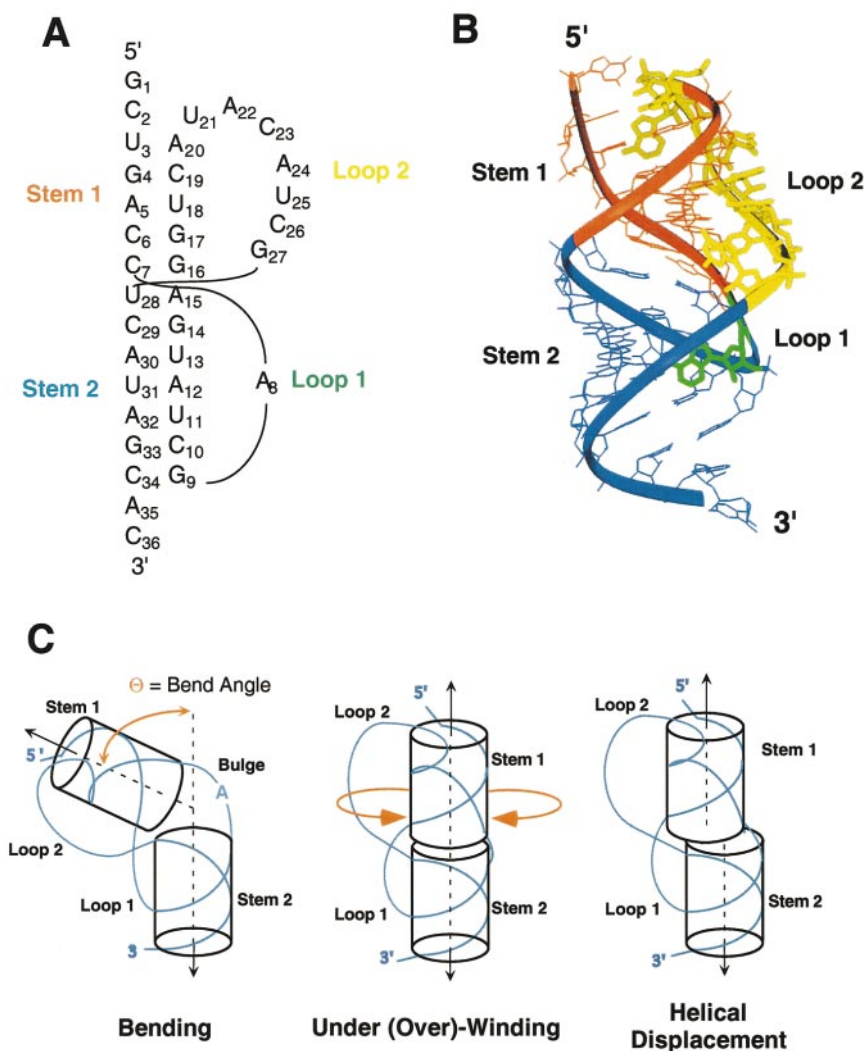 A
5'
G1
C2
U3
G4
A5
C6
C7
U28
C29
A30
U31
A32
G33
C34
A35
C36
3'
U21 A22 C23
A20
C19
U18
G17
G16
A15
G14
U13
A12
U11
C10
G9
A24
U25
C26
G27
A8
Stem 1
Loop 2
Stem 2
Loop 1
B
5'
Stem 1
Loop 2
Loop 1
Stem 2
3'
C
Θ = Bend Angle
Stem 1
5'
Bulge
A
Loop 2
Loop 1
Stem 2
3
Bending
5'
Loop 2
Stem 1
Loop 1
Stem 2
3'
Under (Over)-Winding
5'
Loop 2
Stem 1
Loop 1
Stem 2
3'
Helical
Displacement